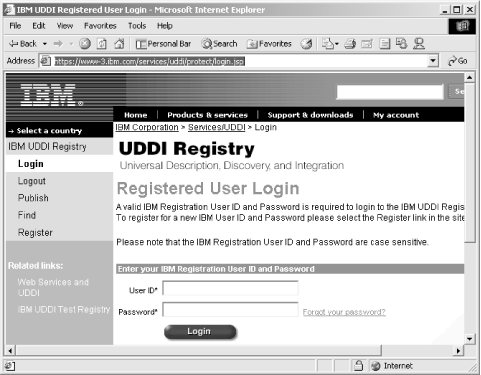 IBM UDDI Registered User Login - Microsoft Internet Explorer
File Edit View Favorites Tools Help
Back Personal Bar Search Favorites
Address https://www-3.ibm.com/services/uddi/protect/login.jsp Go
IBM
Home Products & services Support & downloads My account
Select a country
IBM Corporation > Services/UDDI > Login
IBM UDDI Registry
Login
Logout
Publish
Find
Register
Related links:
Web Services and
UDDI
IBM UDDI Test Registry
UDDI Registry
Universal Description, Discovery, and Integration
Registered User Login
A valid IBM Registration User ID and Password is required to login to the IBM UDDI Regis
To register for a new IBM User ID and Password please select the Register link in the site
Please note that the IBM Registration User ID and Password are case sensitive.
Enter your IBM Registration User ID and Password
User ID*
Password* Forgot your password?
Login
Internet